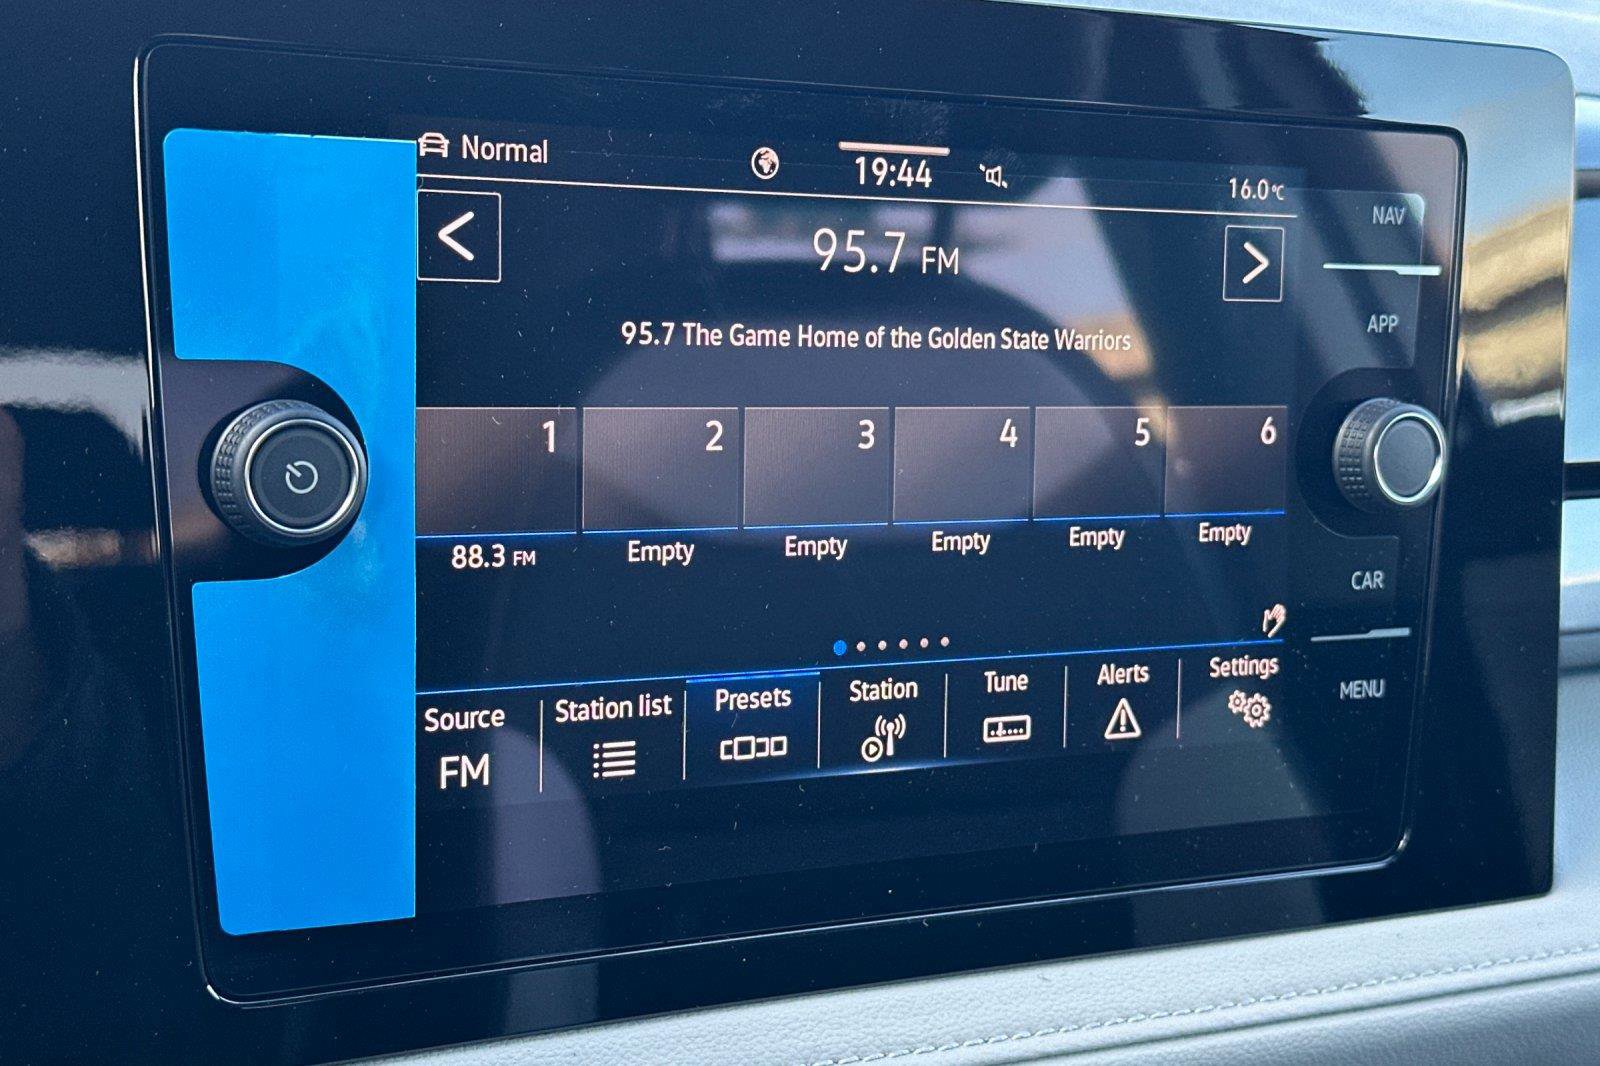 Normal
19:44
16.0°C
95.7 FM
95.7 The Game Home of the Golden State Warriors
1 2 3 4 5 6
88.3 FM Empty Empty Empty Empty Empty
Source Station list Presets Station Tune Alerts Settings
FM
NAV
APP
CAR
MENU